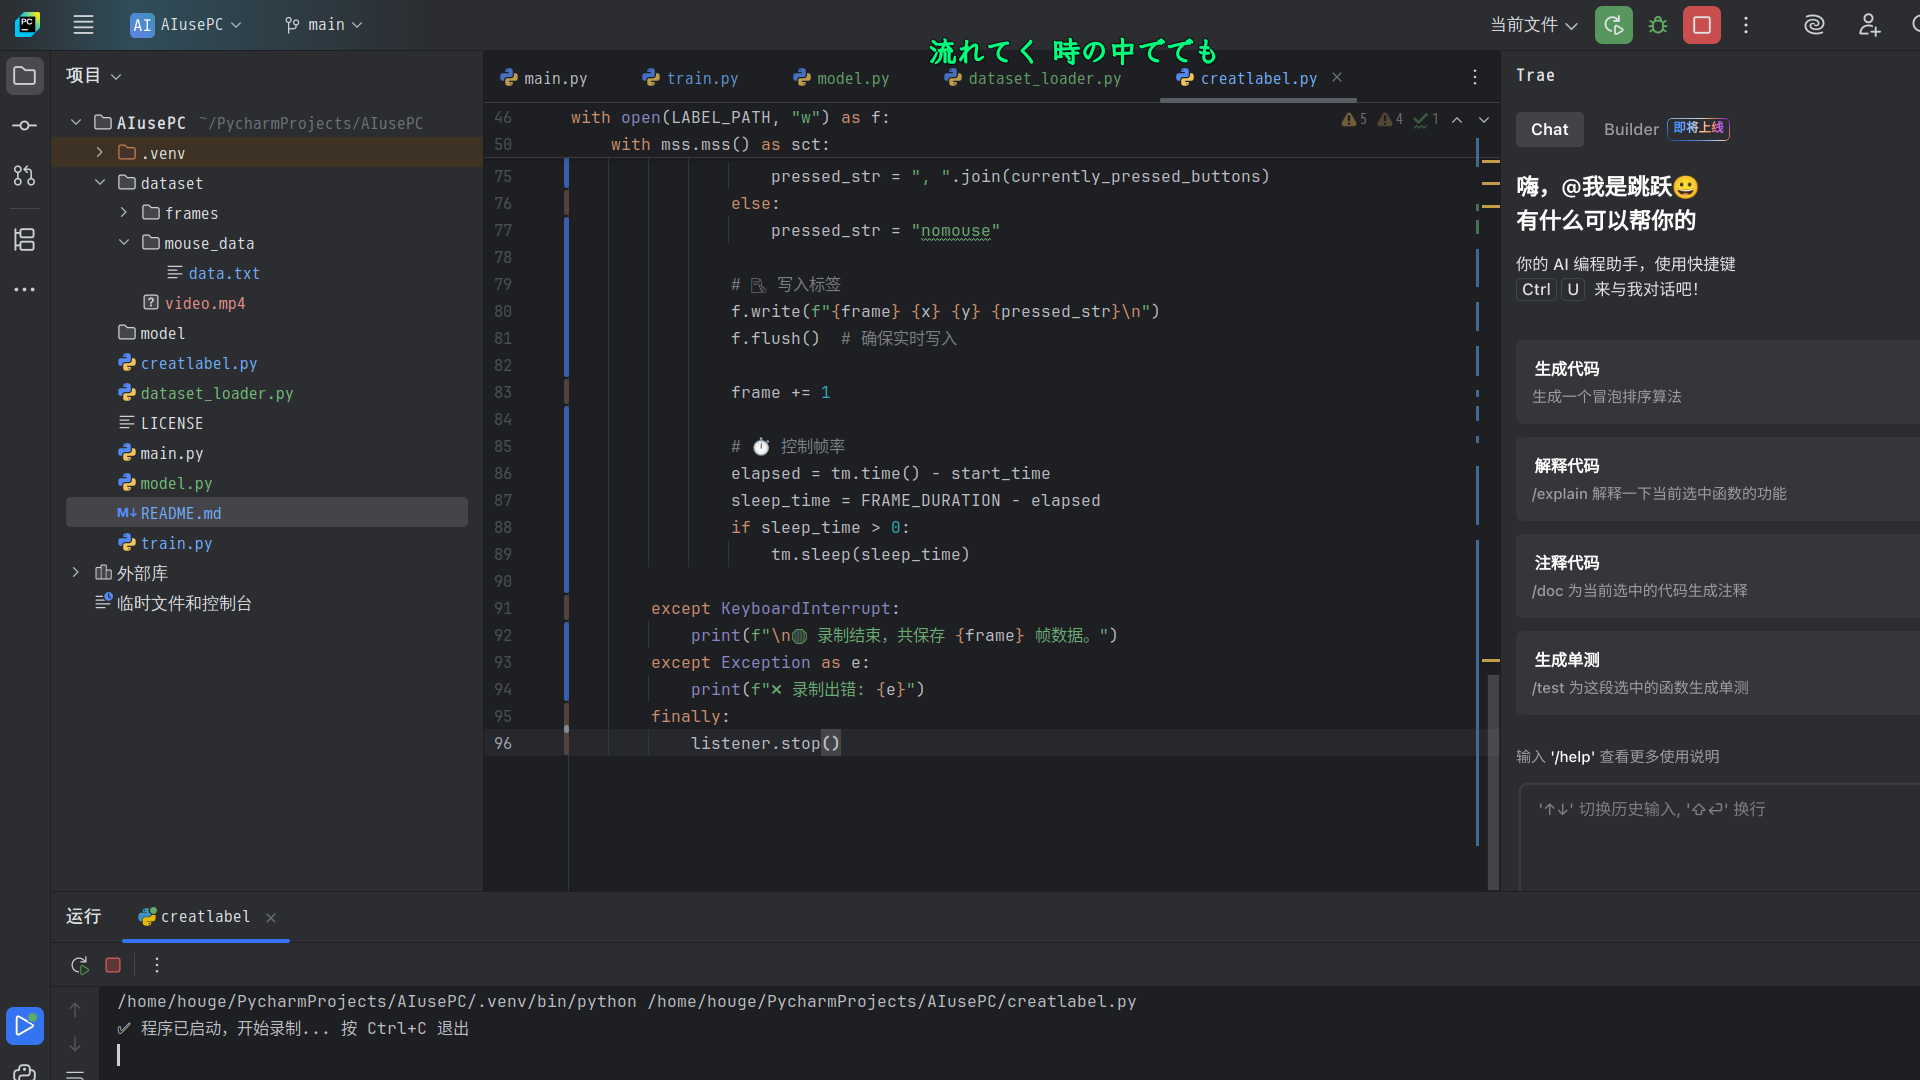 AI AIusePC main 当前文件
流れてく 時の中ででも
项目
AIusePC ~/PycharmProjects/AIusePC
.venv
dataset
frames
mouse_data
data.txt
video.mp4
model
creatlabel.py
dataset_loader.py
LICENSE
main.py
model.py
README.md
train.py
外部库
临时文件和控制台
main.py train.py model.py dataset_loader.py creatlabel.py
5 4 1
46 with open(LABEL_PATH, "w") as f:
50 with mss.mss() as sct:
75 pressed_str = ", ".join(currently_pressed_buttons)
76 else:
77 pressed_str = "nomouse"
78
79 # 写入标签
80 f.write(f"{frame} {x} {y} {pressed_str}\n")
81 f.flush()  # 确保实时写入
82
83 frame += 1
84
85 # ⏱️ 控制帧率
86 elapsed = tm.time() - start_time
87 sleep_time = FRAME_DURATION - elapsed
88 if sleep_time > 0:
89 tm.sleep(sleep_time)
90
91 except KeyboardInterrupt:
92 print(f"\n 录制结束，共保存 {frame} 帧数据。")
93 except Exception as e:
94 print(f"❌ 录制出错: {e}")
95 finally:
96 listener.stop()
Trae
Chat Builder 即将上线
嗨，@我是跳跃😀
有什么可以帮你的
你的 AI 编程助手，使用快捷键
Ctrl U 来与我对话吧！
生成代码
生成一个冒泡排序算法
解释代码
/explain 解释一下当前选中函数的功能
注释代码
/doc 为当前选中的代码生成注释
生成单测
/test 为这段选中的函数生成单测
输入 '/help' 查看更多使用说明
'↑↓' 切换历史输入, '⇧⏎' 换行
运行 creatlabel
/home/houge/PycharmProjects/AIusePC/.venv/bin/python /home/houge/PycharmProjects/AIusePC/creatlabel.py
✅ 程序已启动，开始录制... 按 Ctrl+C 退出